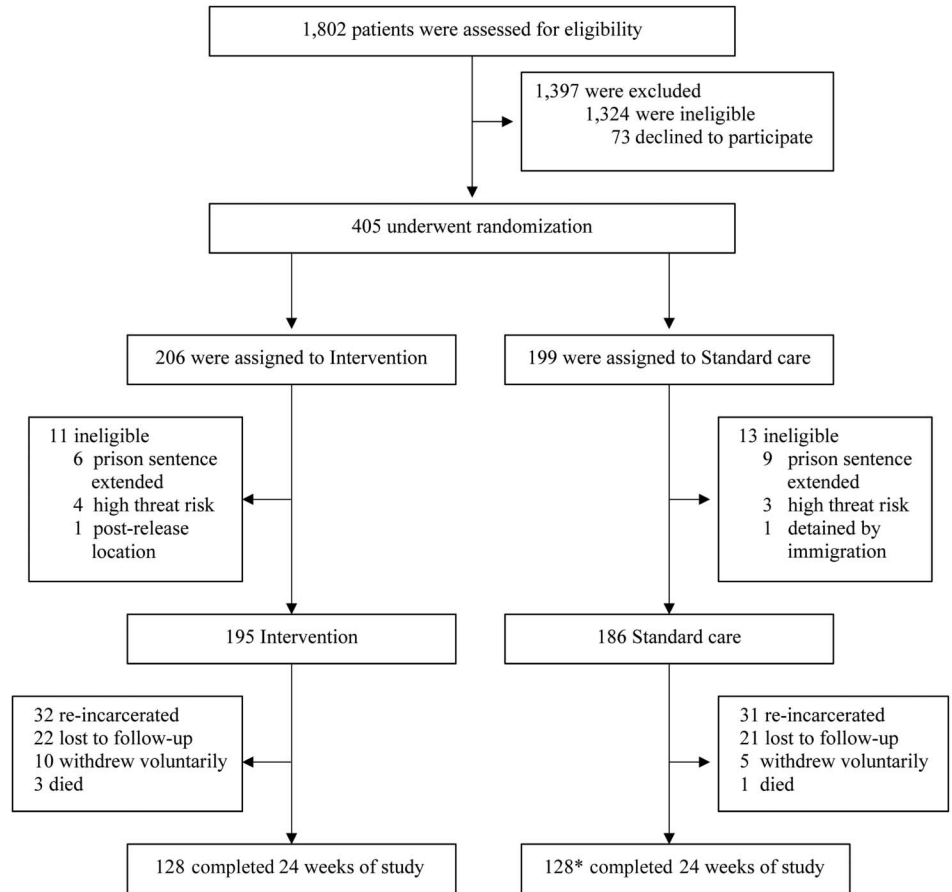 1,802 patients were assessed for eligibility
1,397 were excluded
1,324 were ineligible
73 declined to participate
405 underwent randomization
206 were assigned to Intervention
199 were assigned to Standard care
11 ineligible
6 prison sentence
extended
4 high threat risk
1 post-release
location
13 ineligible
9 prison sentence
extended
3 high threat risk
1 detained by
immigration
195 Intervention
186 Standard care
32 re-incarcerated
22 lost to follow-up
10 withdrew voluntarily
3 died
31 re-incarcerated
21 lost to follow-up
5 withdrew voluntarily
1 died
128 completed 24 weeks of study
128* completed 24 weeks of study